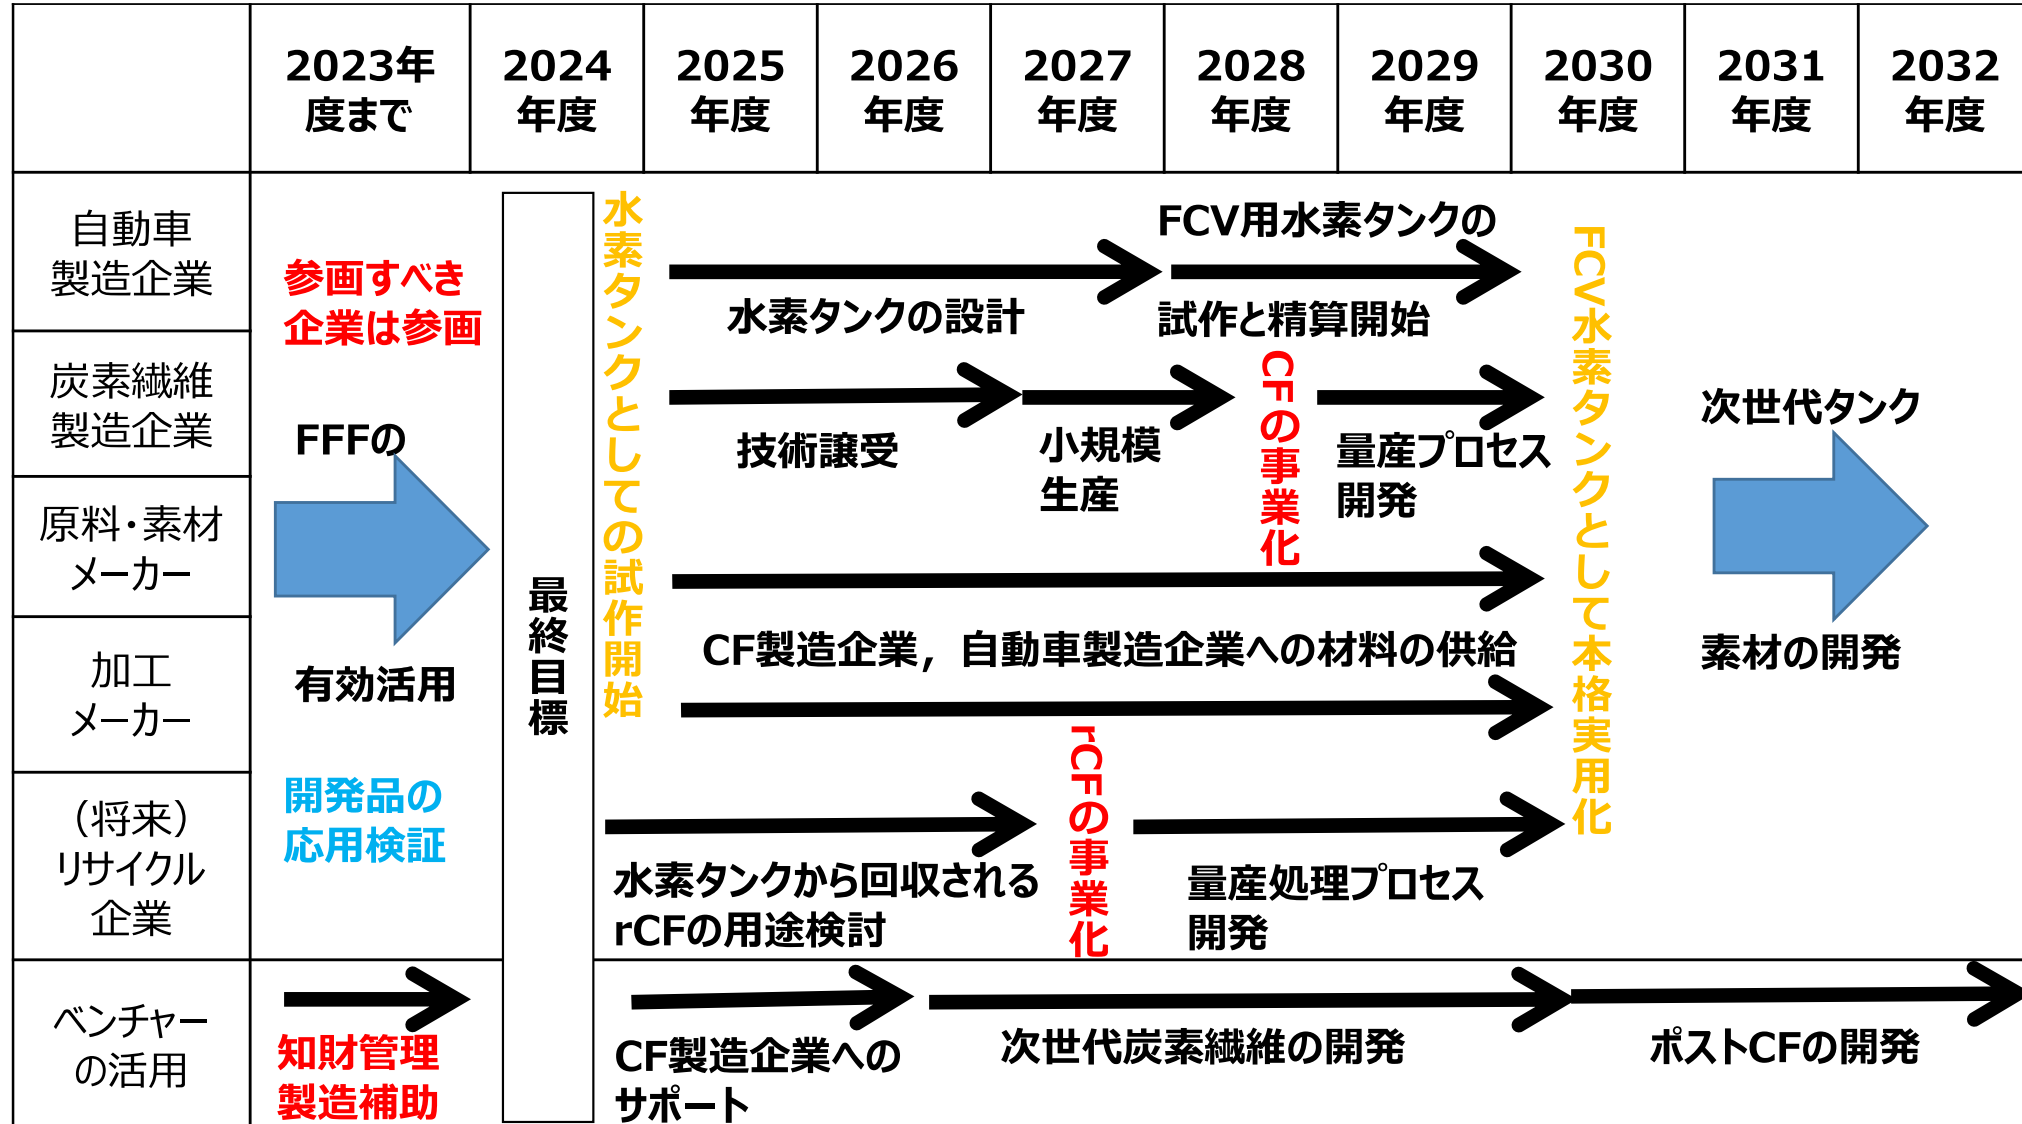 2023年
度まで
2024
年度
2025
年度
2026
年度
2027
年度
2028
年度
2029
年度
2030
年度
2031
年度
2032
年度
自動車
製造企業
炭素繊維
製造企業
原料・素材
メーカー
加工
メーカー
（将来）
リサイクル
企業
ベンチャー
の活用
参画すべき
企業は参画
FFFの
有効活用
開発品の
応用検証
知財管理
製造補助
最終目標
水素タンクとしての試作開始
水素タンクの設計
FCV用水素タンクの
試作と精算開始
技術譲受
小規模
生産
CFの事業化
量産プロセス
開発
CF製造企業，自動車製造企業への材料の供給
水素タンクから回収される
rCFの用途検討
rCFの事業化
量産処理プロセス
開発
CF製造企業への
サポート
次世代炭素繊維の開発
FCV水素タンクとして本格実用化
次世代タンク
素材の開発
ポストCFの開発